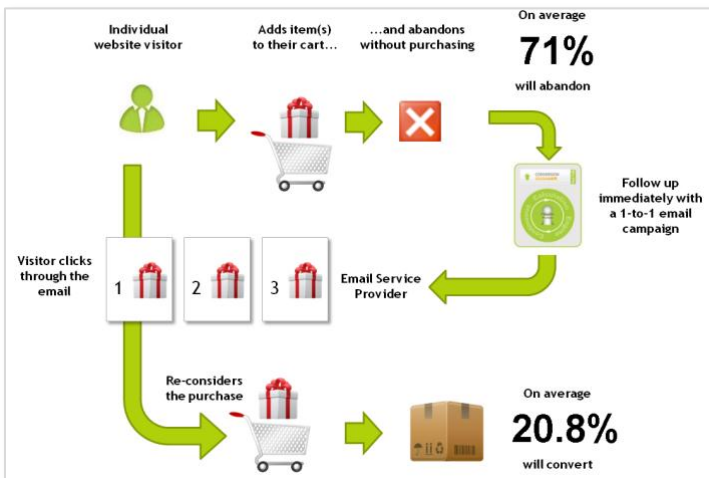 Individual
website visitor
Adds item(s)
to their cart...
...and abandons
without purchasing
On average
71%
will abandon
Follow up
immediately with
a 1-to-1 email
campaign
Visitor clicks
through the
email
1
2
3
Email Service
Provider
Re-considers
the purchase
On average
20.8%
will convert